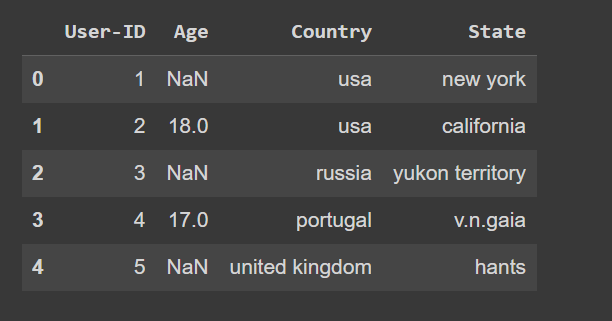 User-ID Age Country State
0 1 NaN usa new york
1 2 18.0 usa california
2 3 NaN russia yukon territory
3 4 17.0 portugal v.n.gaia
4 5 NaN united kingdom hants